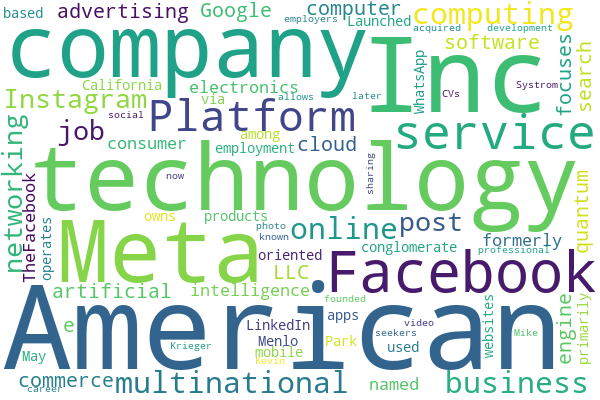 based advertising Google computer Launched employers computing acquired development
company Inc
California electronics via allows later software WhatsApp CVs Systrom focuses search
Instagram Platform
job social among cloud service
networking consumer employment
TheFacebook technology sharing quantum
now
operates owns products photo known online post formerly
Meta oriented conglomerate professional
LLC Facebook
artificial intelligence founded
e LinkedIn apps seekers video websites engine primarily
May Krieger Menlo Park used Mike
American
mobile Kevin
commerce career multinational named business